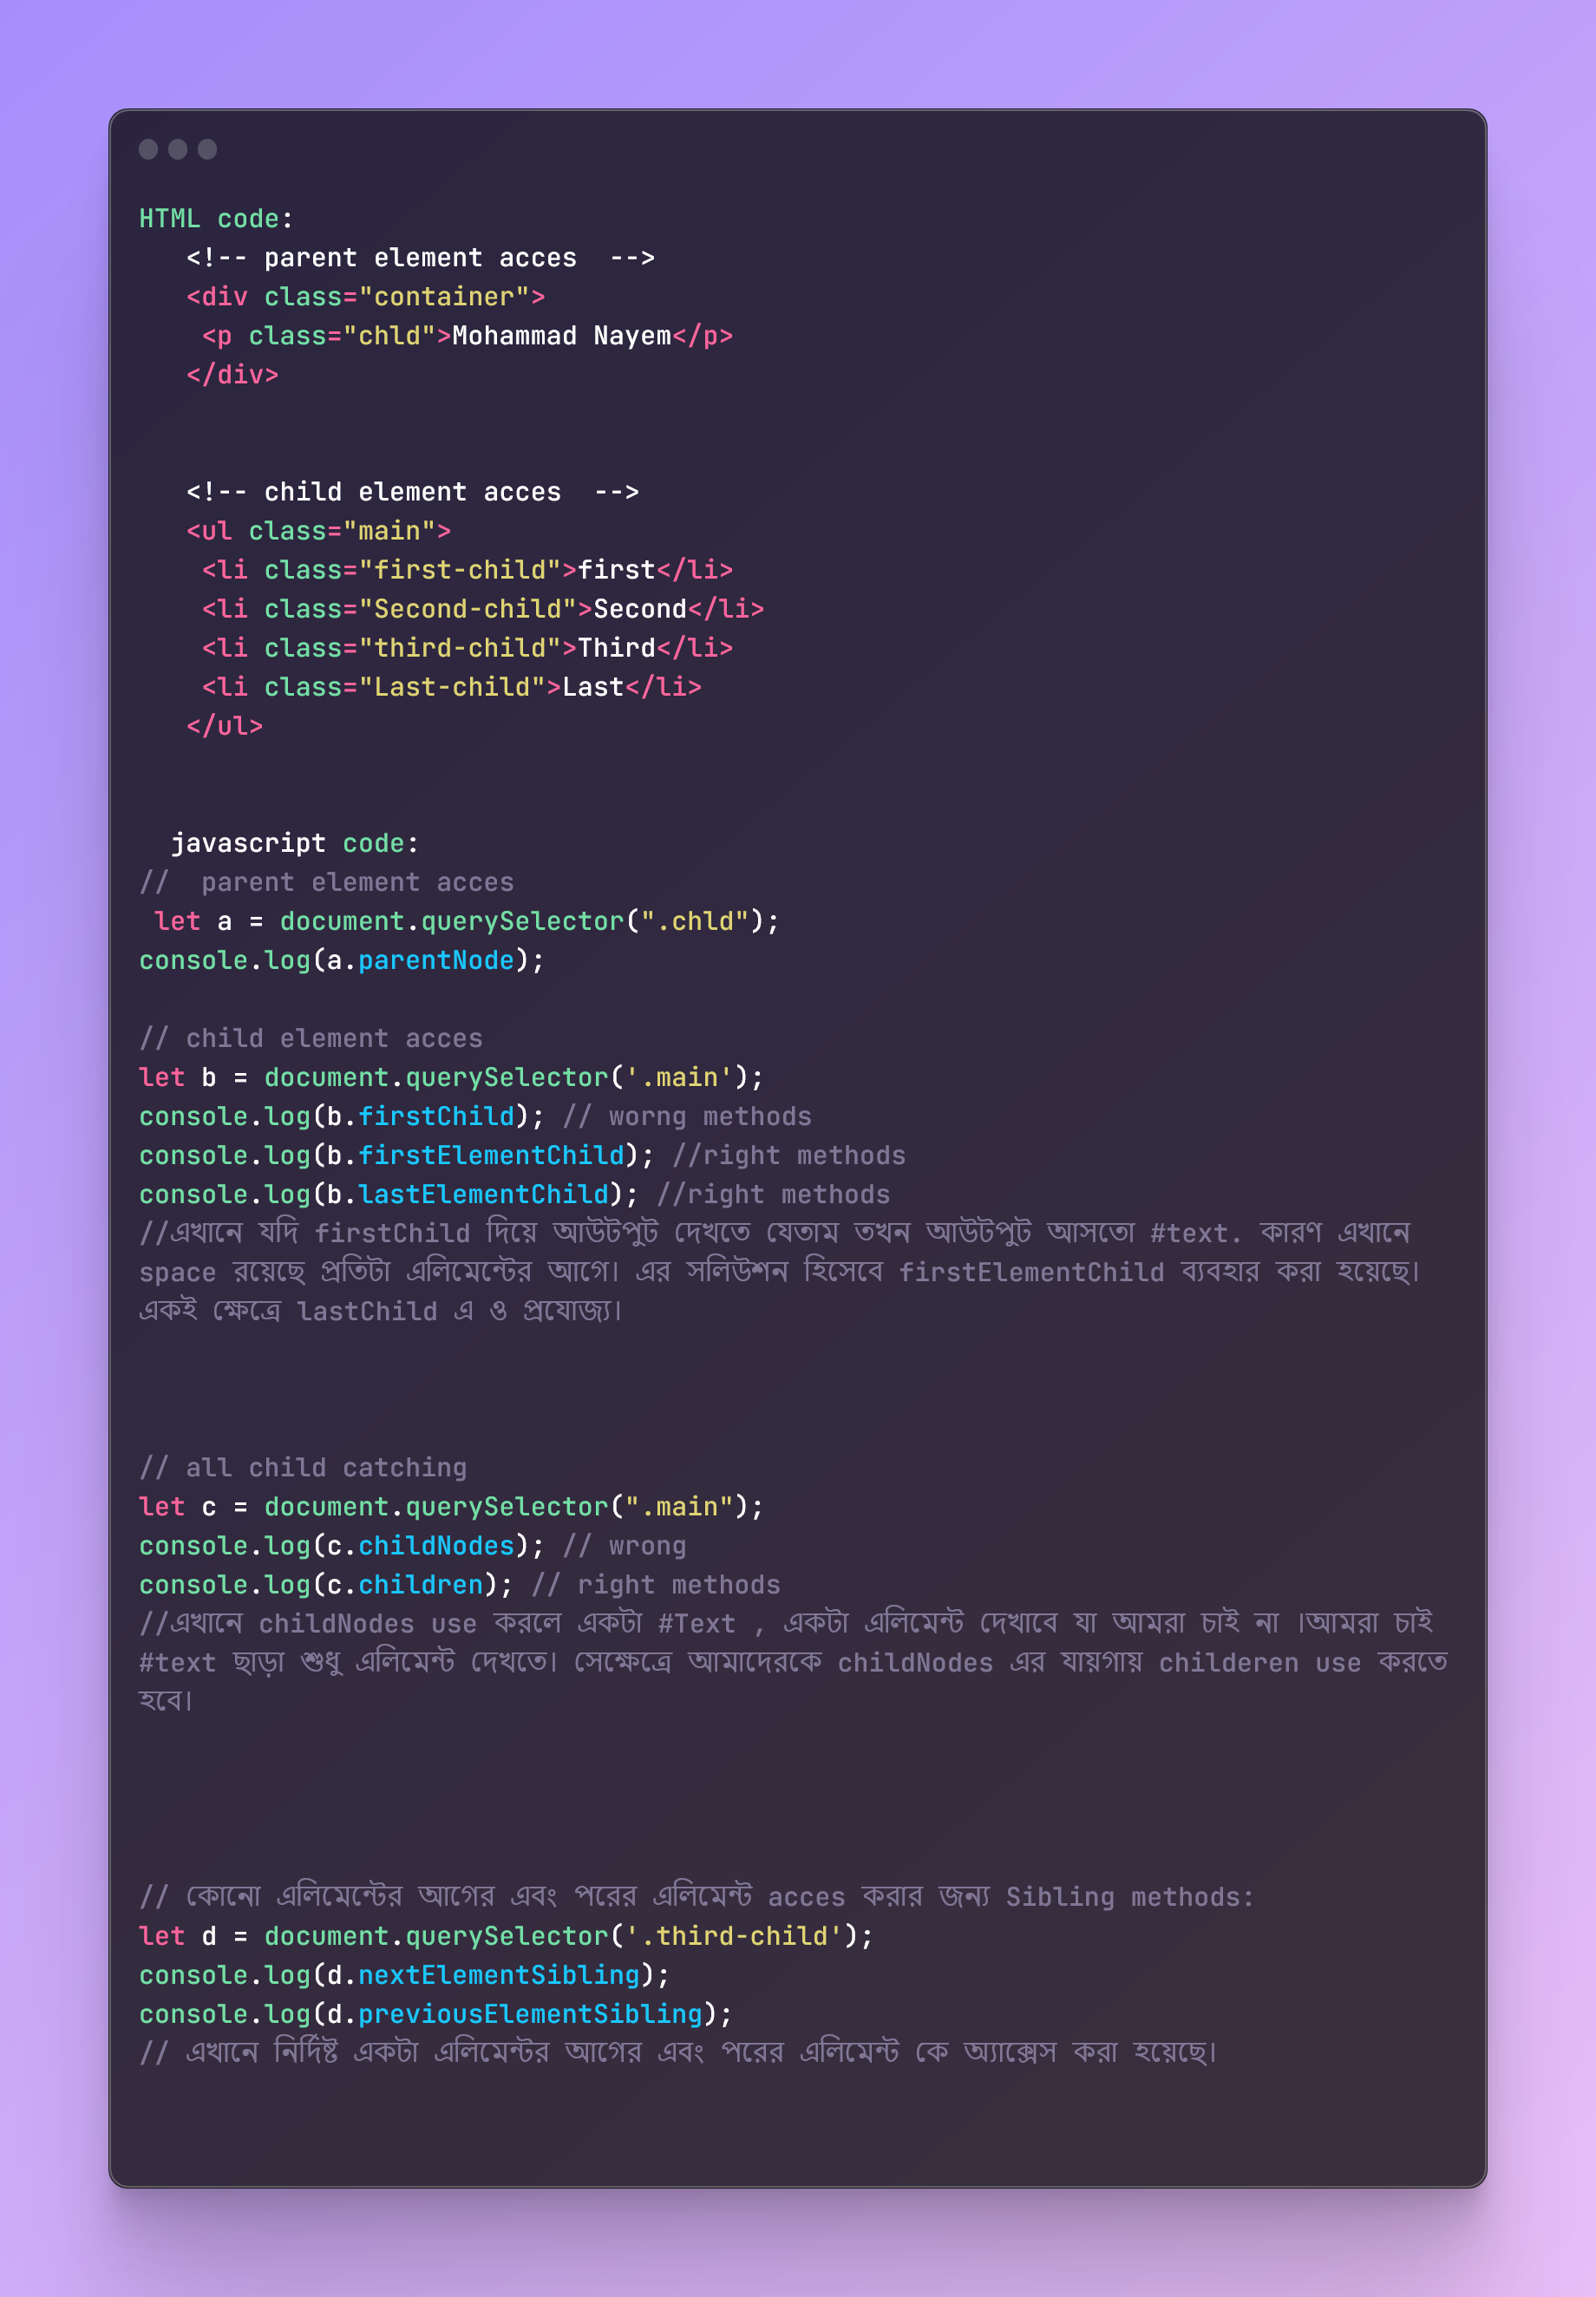 HTML code:
<!-- parent element acces  -->
<div class="container">
<p class="chld">Mohammad Nayem</p>
</div>
<!-- child element acces  -->
<ul class="main">
<li class="first-child">first</li>
<li class="Second-child">Second</li>
<li class="third-child">Third</li>
<li class="Last-child">Last</li>
</ul>
javascript code:
//  parent element acces
let a = document.querySelector(".chld");
console.log(a.parentNode);
// child element acces
let b = document.querySelector('.main');
console.log(b.firstChild); // worng methods
console.log(b.firstElementChild); //right methods
console.log(b.lastElementChild); //right methods
//এখানে যদি firstChild দিয়ে আউটপুট দেখতে যেতাম তখন আউটপুট আসতো #text. কারণ এখানে
space রয়েছে প্রতিটা এলিমেন্টের আগে। এর সলিউশন হিসেবে firstElementChild ব্যবহার করা হয়েছে।
একই ক্ষেত্রে lastChild এ ও প্রযোজ্য।
// all child catching
let c = document.querySelector(".main");
console.log(c.childNodes); // wrong
console.log(c.children); // right methods
//এখানে childNodes use করলে একটা #Text , একটা এলিমেন্ট দেখাবে যা আমরা চাই না ।আমরা চাই
#text ছাড়া শুধু এলিমেন্ট দেখতে। সেক্ষেত্রে আমাদেরকে childNodes এর যায়গায় childeren use করতে
হবে।
// কোনো এলিমেন্টের আগের এবং পরের এলিমেন্ট acces করার জন্য Sibling methods:
let d = document.querySelector('.third-child');
console.log(d.nextElementSibling);
console.log(d.previousElementSibling);
// এখানে নির্দিষ্ট একটা এলিমেন্টর আগের এবং পরের এলিমেন্ট কে অ্যাক্সেস করা হয়েছে।